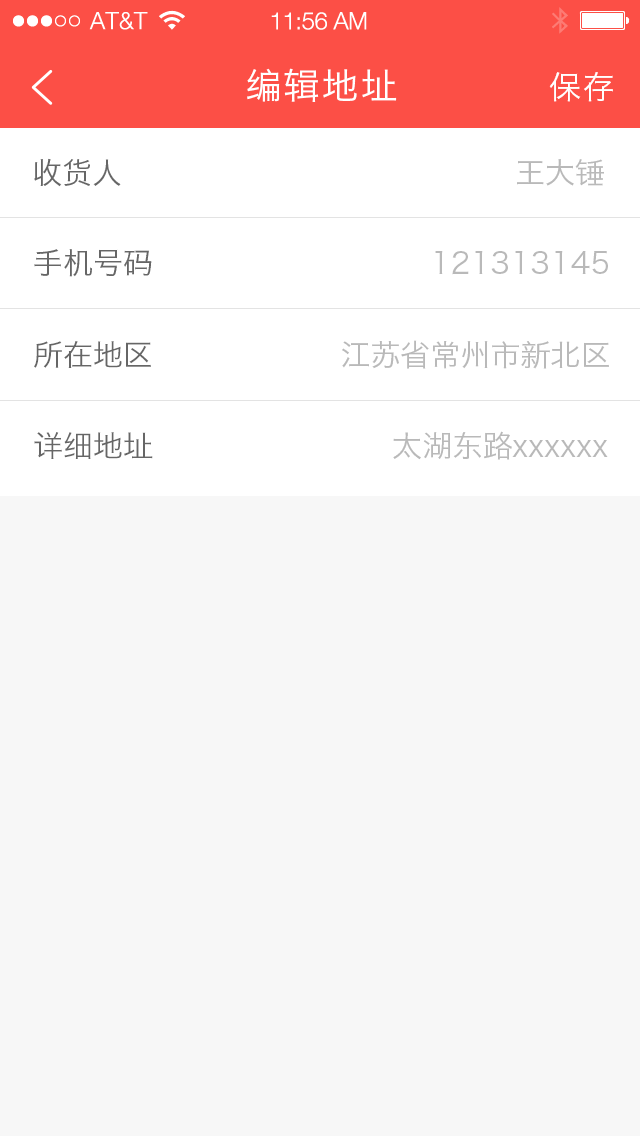 AT&T 11:56 AM
编辑地址 保存
收货人 王大锤
手机号码 121313145
所在地区 江苏省常州市新北区
详细地址 太湖东路xxxxxx